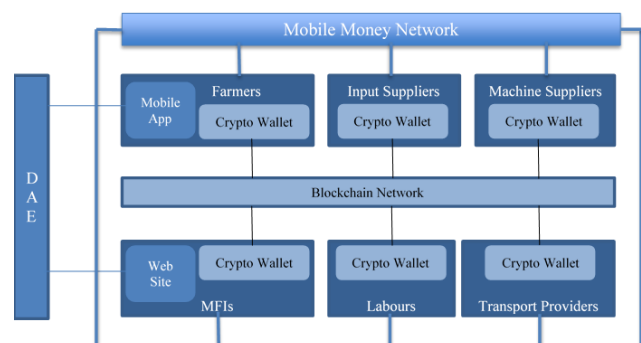 Mobile Money Network
Farmers
Input Suppliers
Machine Suppliers
Mobile
App
Crypto Wallet
Crypto Wallet
Crypto Wallet
D
A
E
Blockchain Network
Web
Site
Crypto Wallet
Crypto Wallet
Crypto Wallet
MFIs
Labours
Transport Providers